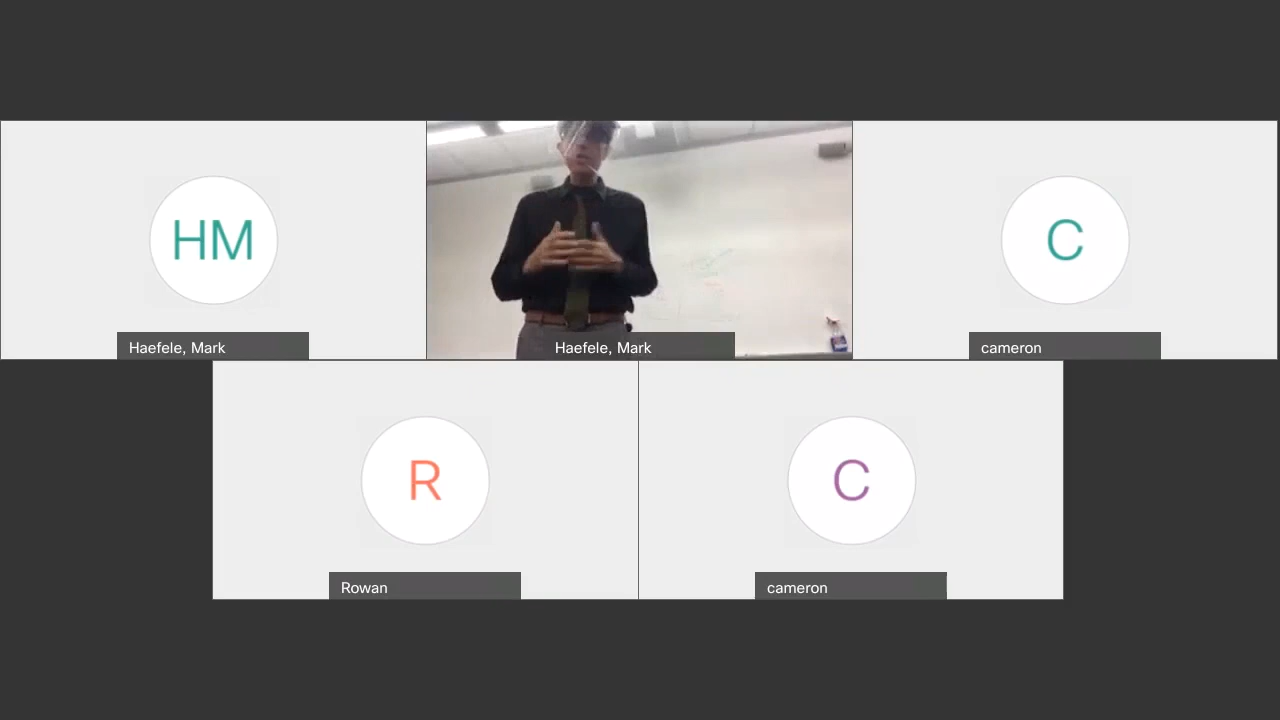 HM
Haefele, Mark
Haefele, Mark
C
cameron
R
Rowan
C
cameron